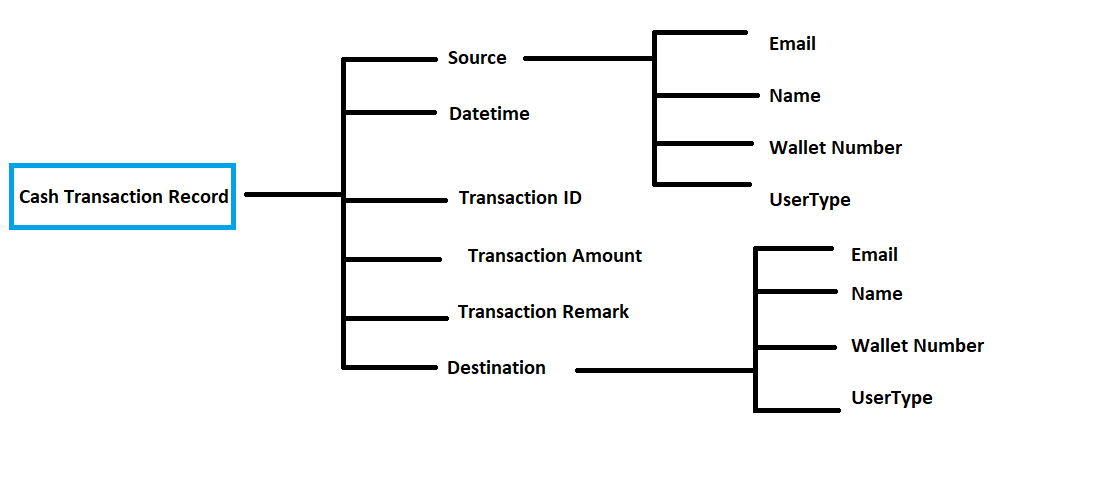 Cash Transaction Record
Source
Email
Name
Wallet Number
UserType
Datetime
Transaction ID
Transaction Amount
Transaction Remark
Destination
Email
Name
Wallet Number
UserType